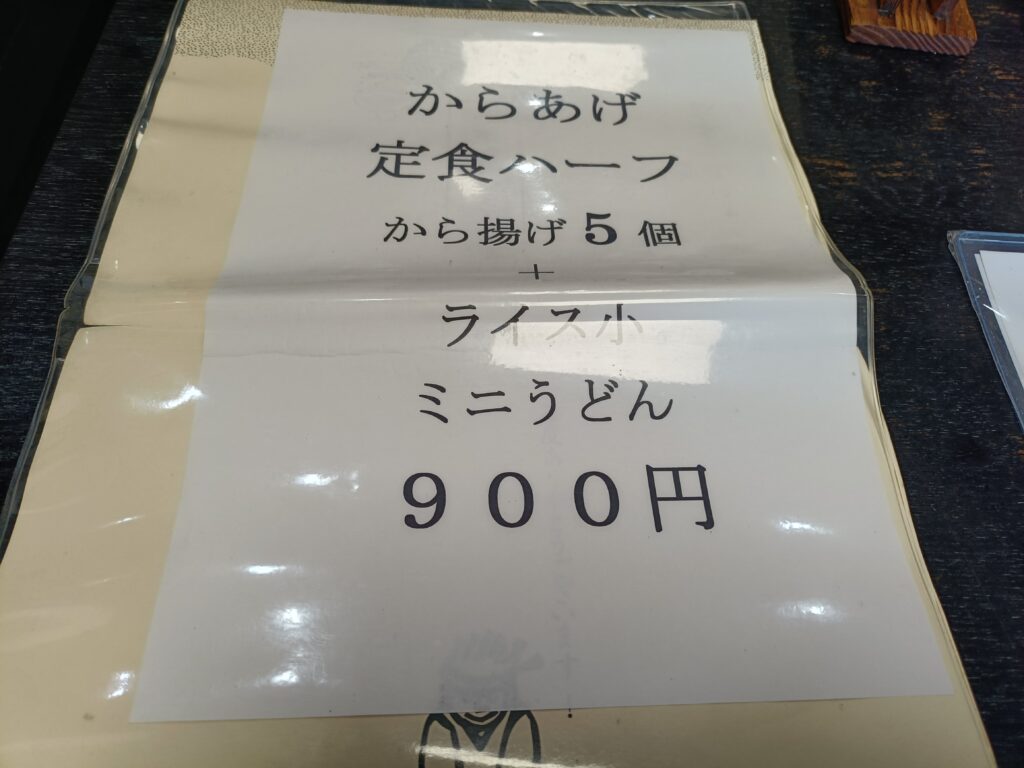 からあげ
定食ハーフ
から揚げ5個
＋
ライス小
ミニうどん
９００円